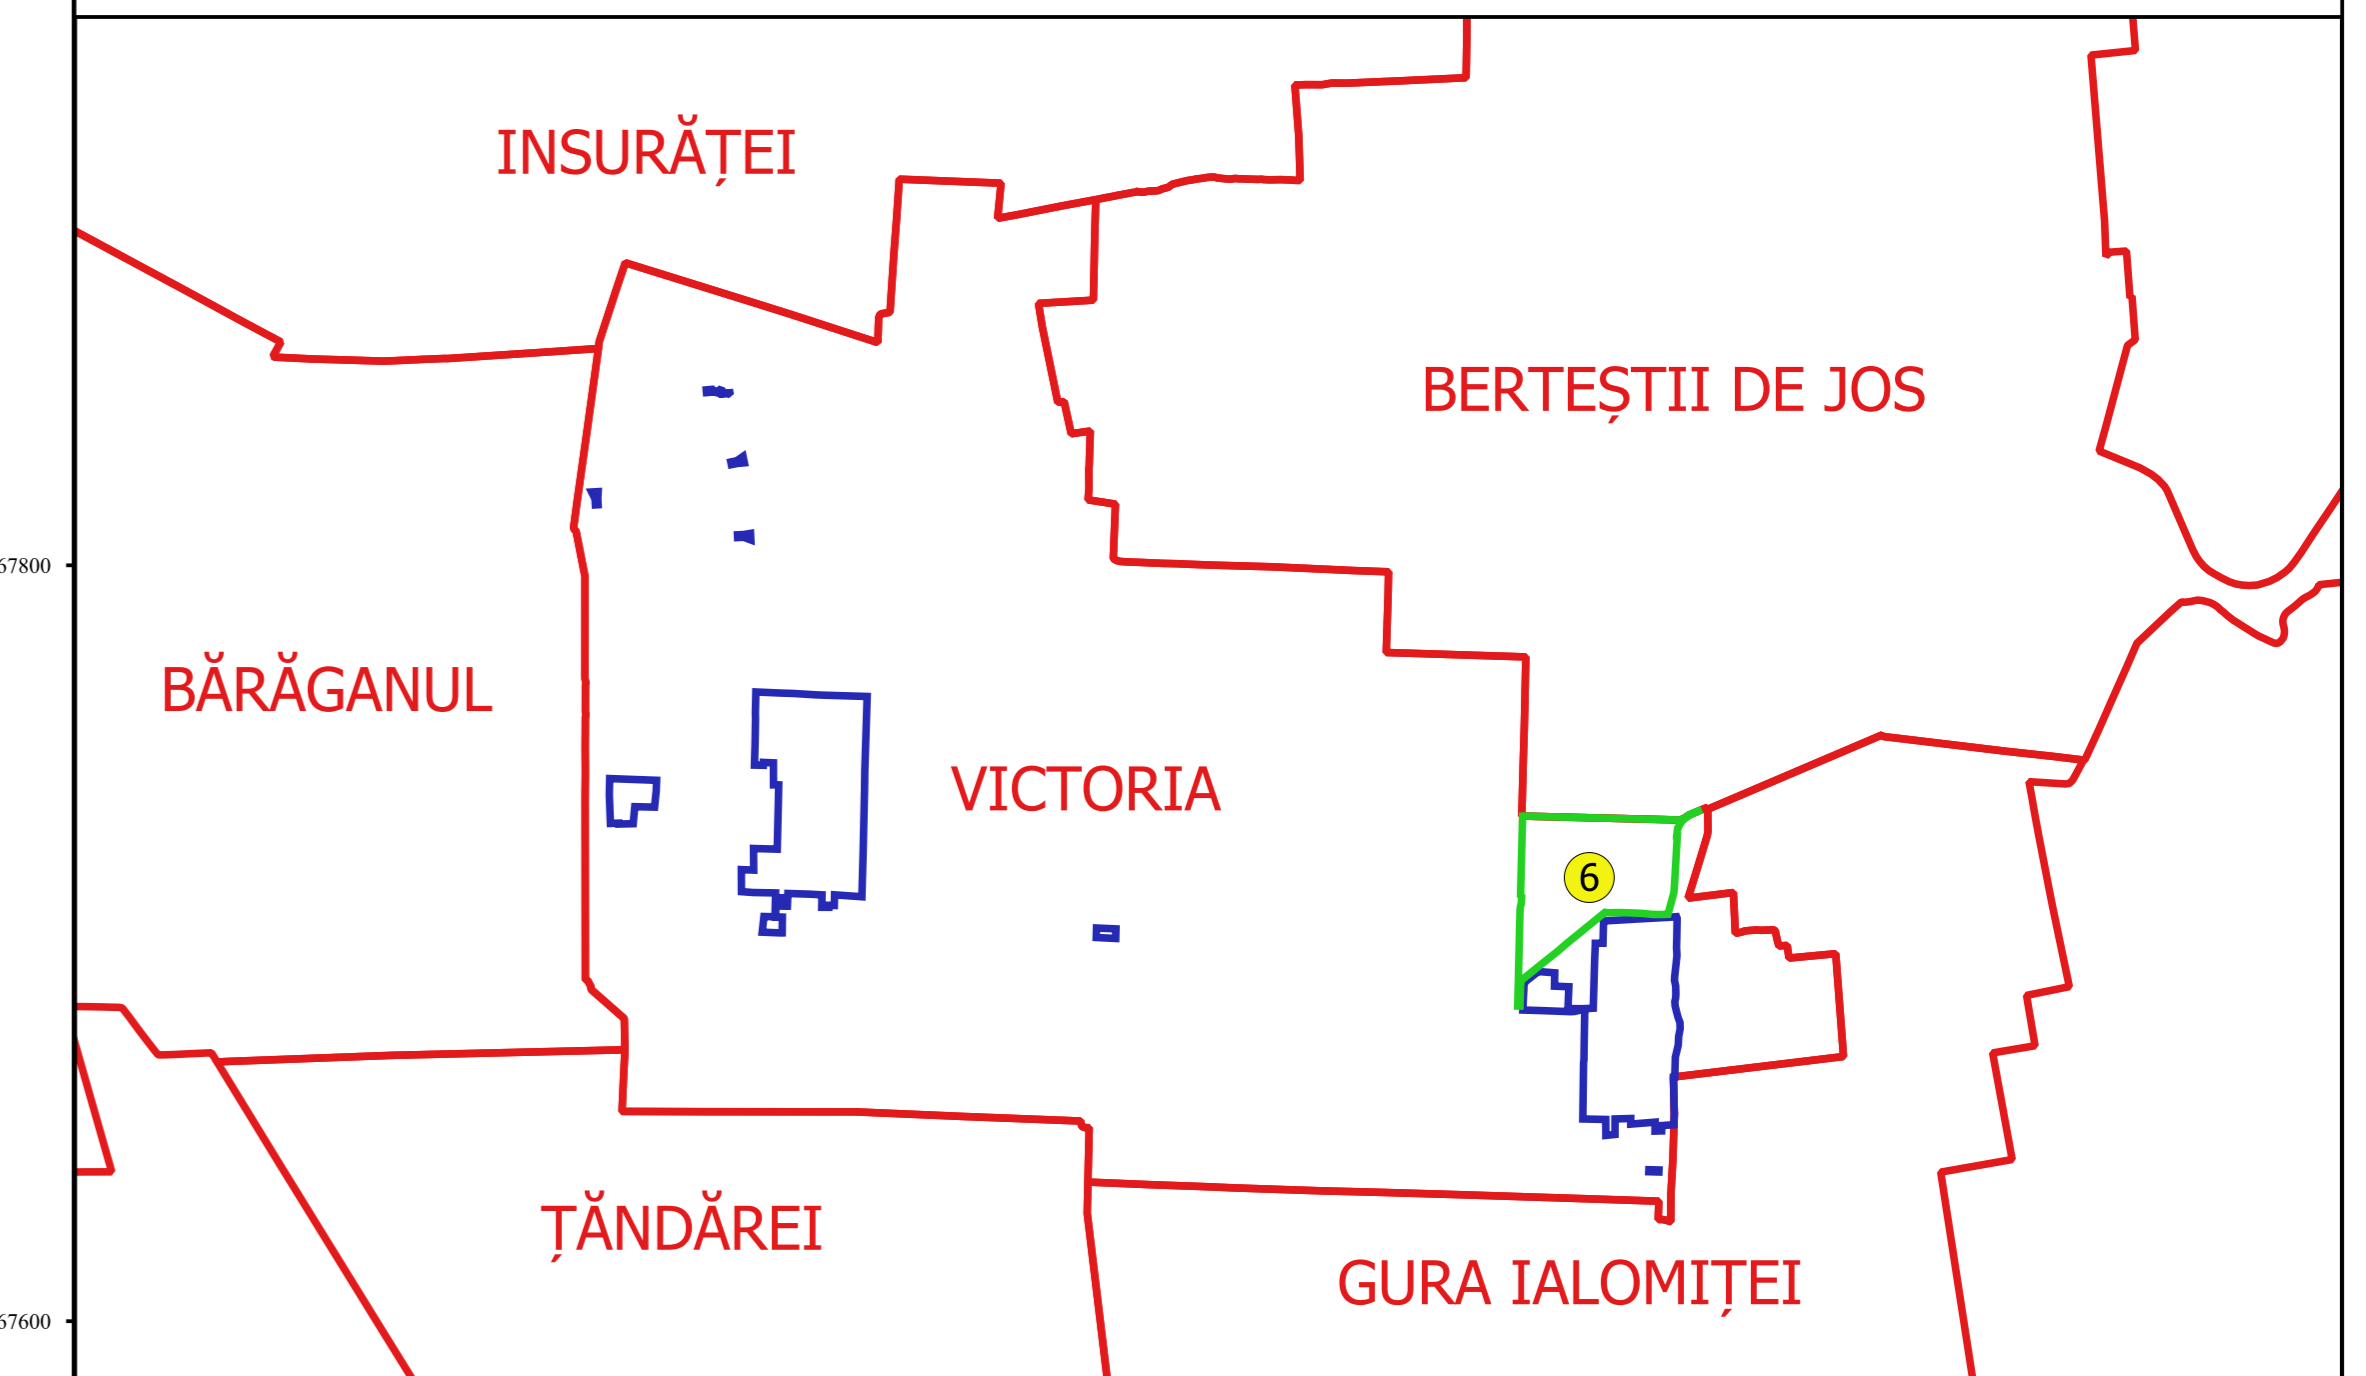 INSURĂȚEI
BERTEȘTII DE JOS
67800
BĂRĂGANUL
VICTORIA
6
ȚĂNDĂREI
GURA IALOMIȚEI
67600